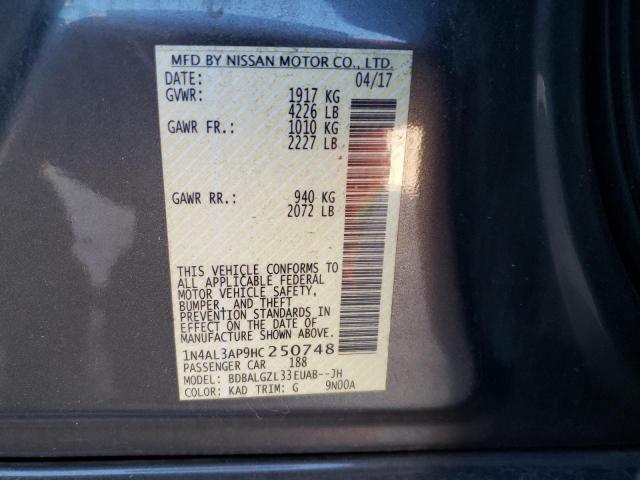 MFD BY NISSAN MOTOR CO., LTD.
DATE: 04/17
GVWR: 1917 KG
4226 LB
GAWR FR.: 1010 KG
2227 LB
GAWR RR.: 940 KG
2072 LB
THIS VEHICLE CONFORMS TO
ALL APPLICABLE FEDERAL
MOTOR VEHICLE SAFETY,
BUMPER, AND THEFT
PREVENTION STANDARDS IN
EFFECT ON THE DATE OF
MANUFACTURE SHOWN ABOVE.
1N4AL3AP9HC250748
PASSENGER CAR 188
MODEL: BDBALGZL33EUAB--JH
COLOR: KAD TRIM: G 9N00A